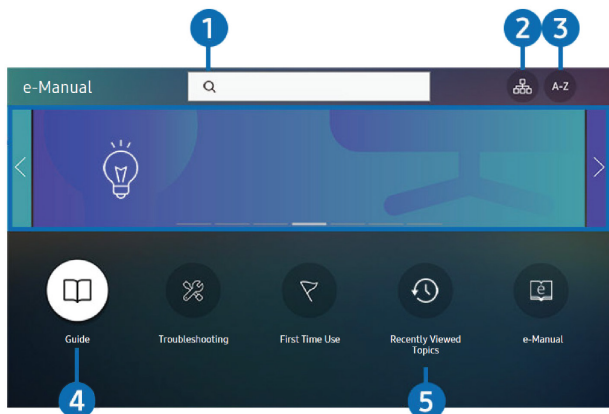 1
2
3
e-Manual
A-Z
Guide
Troubleshooting
First Time Use
Recently Viewed
Topics
e-Manual
4
5